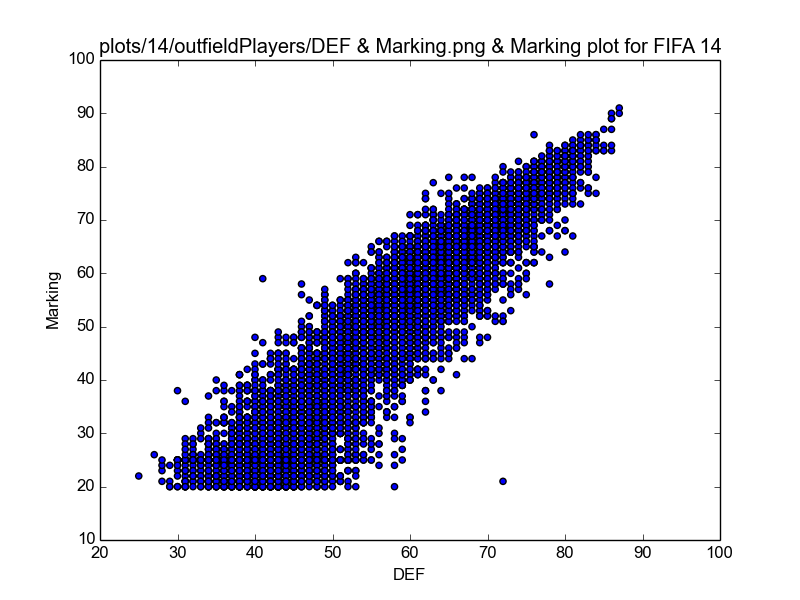 plots/14/outfieldPlayers/DEF & Marking.png & Marking plot for FIFA 14
100
90
80
70
60
50
40
30
20
10
Marking
20 30 40 50 60 70 80 90 100
DEF